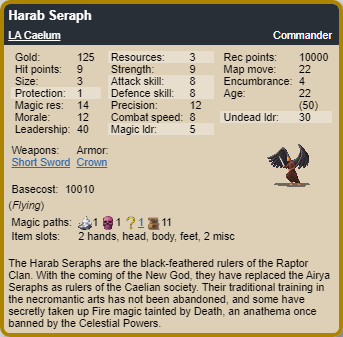 Harab Seraph
LA Caelum Commander
Gold: 125 Resources: 3 Rec points: 10000
Hit points: 9 Strength: 9 Map move: 22
Size: 3 Attack skill: 8 Encumbrance: 4
Protection: 1 Defence skill: 8 Age: 22
Magic res: 14 Precision: 12 (50)
Morale: 12 Combat speed: 8 Undead ldr: 30
Leadership: 40 Magic ldr: 5
Weapons: Armor:
Short Sword Crown
Basecost: 10010
(Flying)
Magic paths: 1 1 ?1 11
Item slots: 2 hands, head, body, feet, 2 misc
The Harab Seraphs are the black-feathered rulers of the Raptor
Clan. With the coming of the New God, they have replaced the Airya
Seraphs as rulers of the Caelian society. Their traditional training in
the necromantic arts has not been abandoned, and some have
secretly taken up Fire magic tainted by Death, an anathema once
banned by the Celestial Powers.